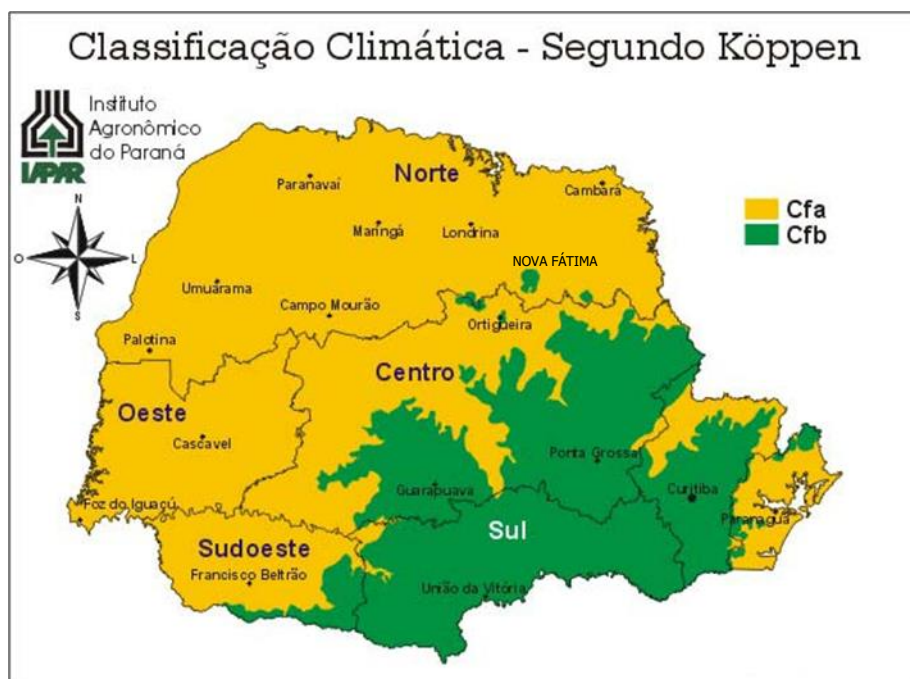 Classificação Climática - Segundo Köppen
Instituto
Agronômico
do Paraná
IAPAR
N
O
L
S
Cfa
Cfb
Norte
Paranavaí
Cambará
Maringá
Londrina
NOVA FÁTIMA
Umuarama
Campo Mourão
Ortigueira
Palotina
Centro
Oeste
Cascavel
Ponta Grossa
Guarapuava
Curitiba
Foz do Iguaçú
Paranaguá
Sul
Sudoeste
Francisco Beltrão
União da Vitória